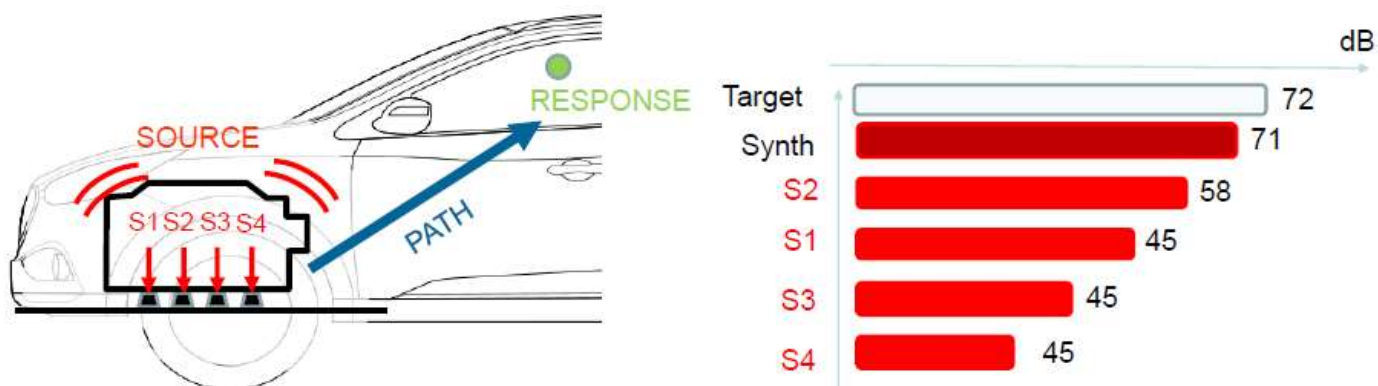 SOURCE
S1 S2 S3 S4
RESPONSE
PATH
dB
Target 72
Synth 71
S2 58
S1 45
S3 45
S4 45